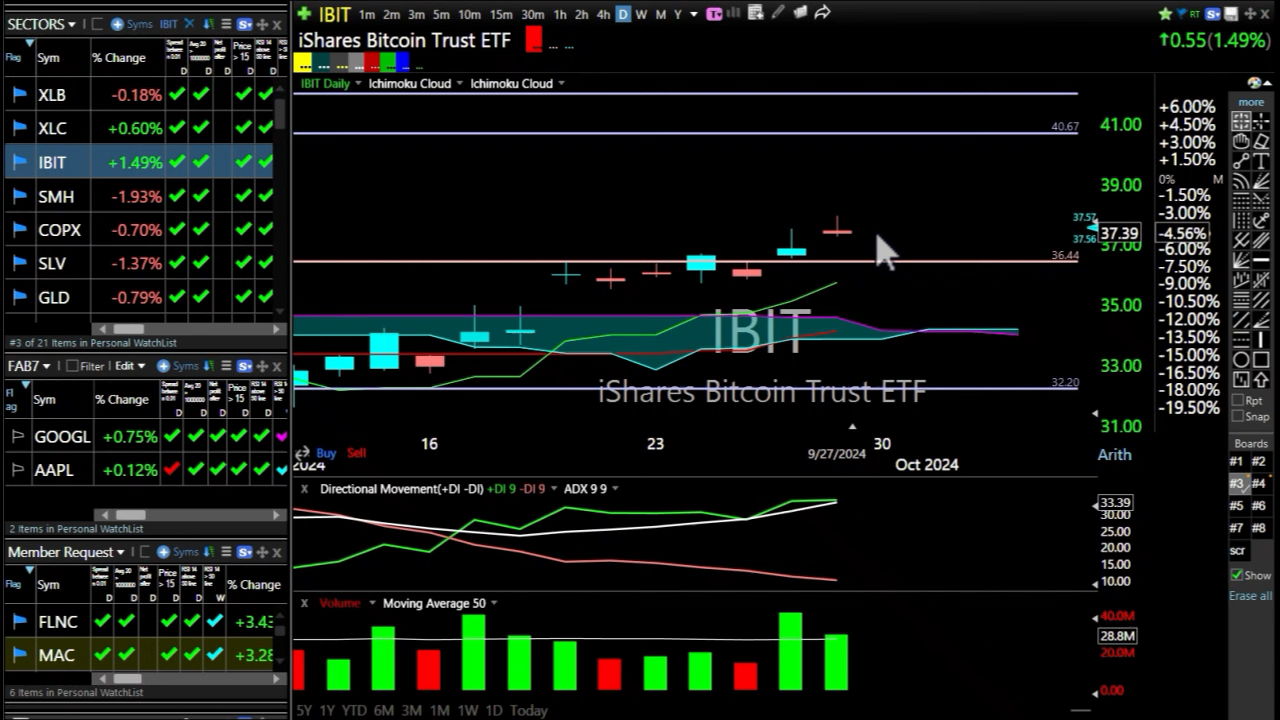 SECTORS Syms IBIT
Flag Sym % Change Price > 15
XLB -0.18%
XLC +0.60%
IBIT +1.49%
SMH -1.93%
COPX -0.70%
SLV -1.37%
GLD -0.79%
#3 of 21 Items in Personal WatchList
FAB7 Filter Edit Syms
Sym % Change
GOOGL +0.75%
AAPL +0.12%
2 Items in Personal WatchList
Member Request Syms
Flag Sym % Change
FLNC +3.43
MAC +3.28
6 Items in Personal WatchList
IBIT 1m 2m 3m 5m 10m 15m 30m 1h 2h 4h D W M Y T RT S
iShares Bitcoin Trust ETF
0.55(1.49%)
IBIT Daily Ichimoku Cloud Ichimoku Cloud
40.67
36.44
32.20
IBIT
iShares Bitcoin Trust ETF
41.00
39.00
37.57
37.39
37.56
37.00
35.00
33.00
31.00
16 23 30
Buy Sell 9/27/2024
2024 Oct 2024 Arith
+6.00%
+4.50%
+3.00%
+1.50%
0% M
-1.50%
-3.00%
-4.56%
-6.00%
-7.50%
-9.00%
-10.50%
-12.00%
-13.50%
-15.00%
-16.50%
-18.00%
-19.50%
X Directional Movement(+DI -DI) +DI 9 -DI 9 ADX 9 9
33.39
30.00
25.00
20.00
15.00
10.00
X Volume Moving Average 50
40.0M
28.8M
20.0M
0.00
5Y 1Y YTD 6M 3M 1M 1W 1D Today
more
T
Rpt
Snap
Boards
#1 #2
#3 #4
#5 #6
#7 #8
scr
Show
Erase all